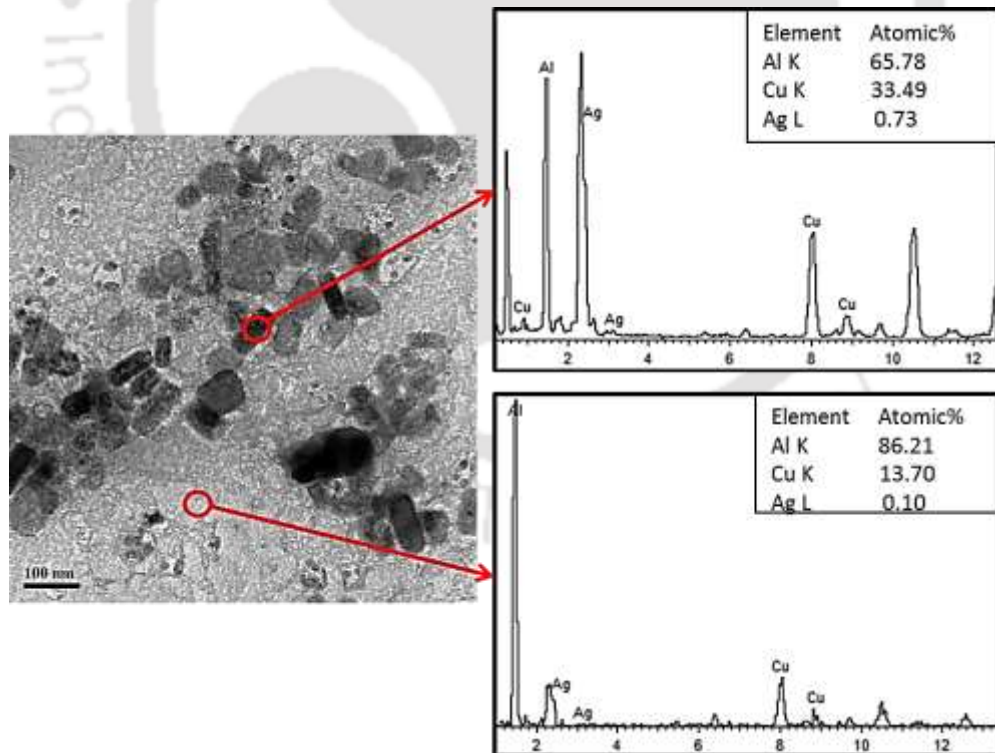 Element Atomic%
Al K 65.78
Cu K 33.49
Ag L 0.73
Al
Ag
Cu
Ag
Cu
Cu
2 4 6 8 10 12
100 nm
Element Atomic%
Al K 86.21
Cu K 13.70
Ag L 0.10
Al
Ag
Ag
Cu
Cu
2 4 6 8 10 12